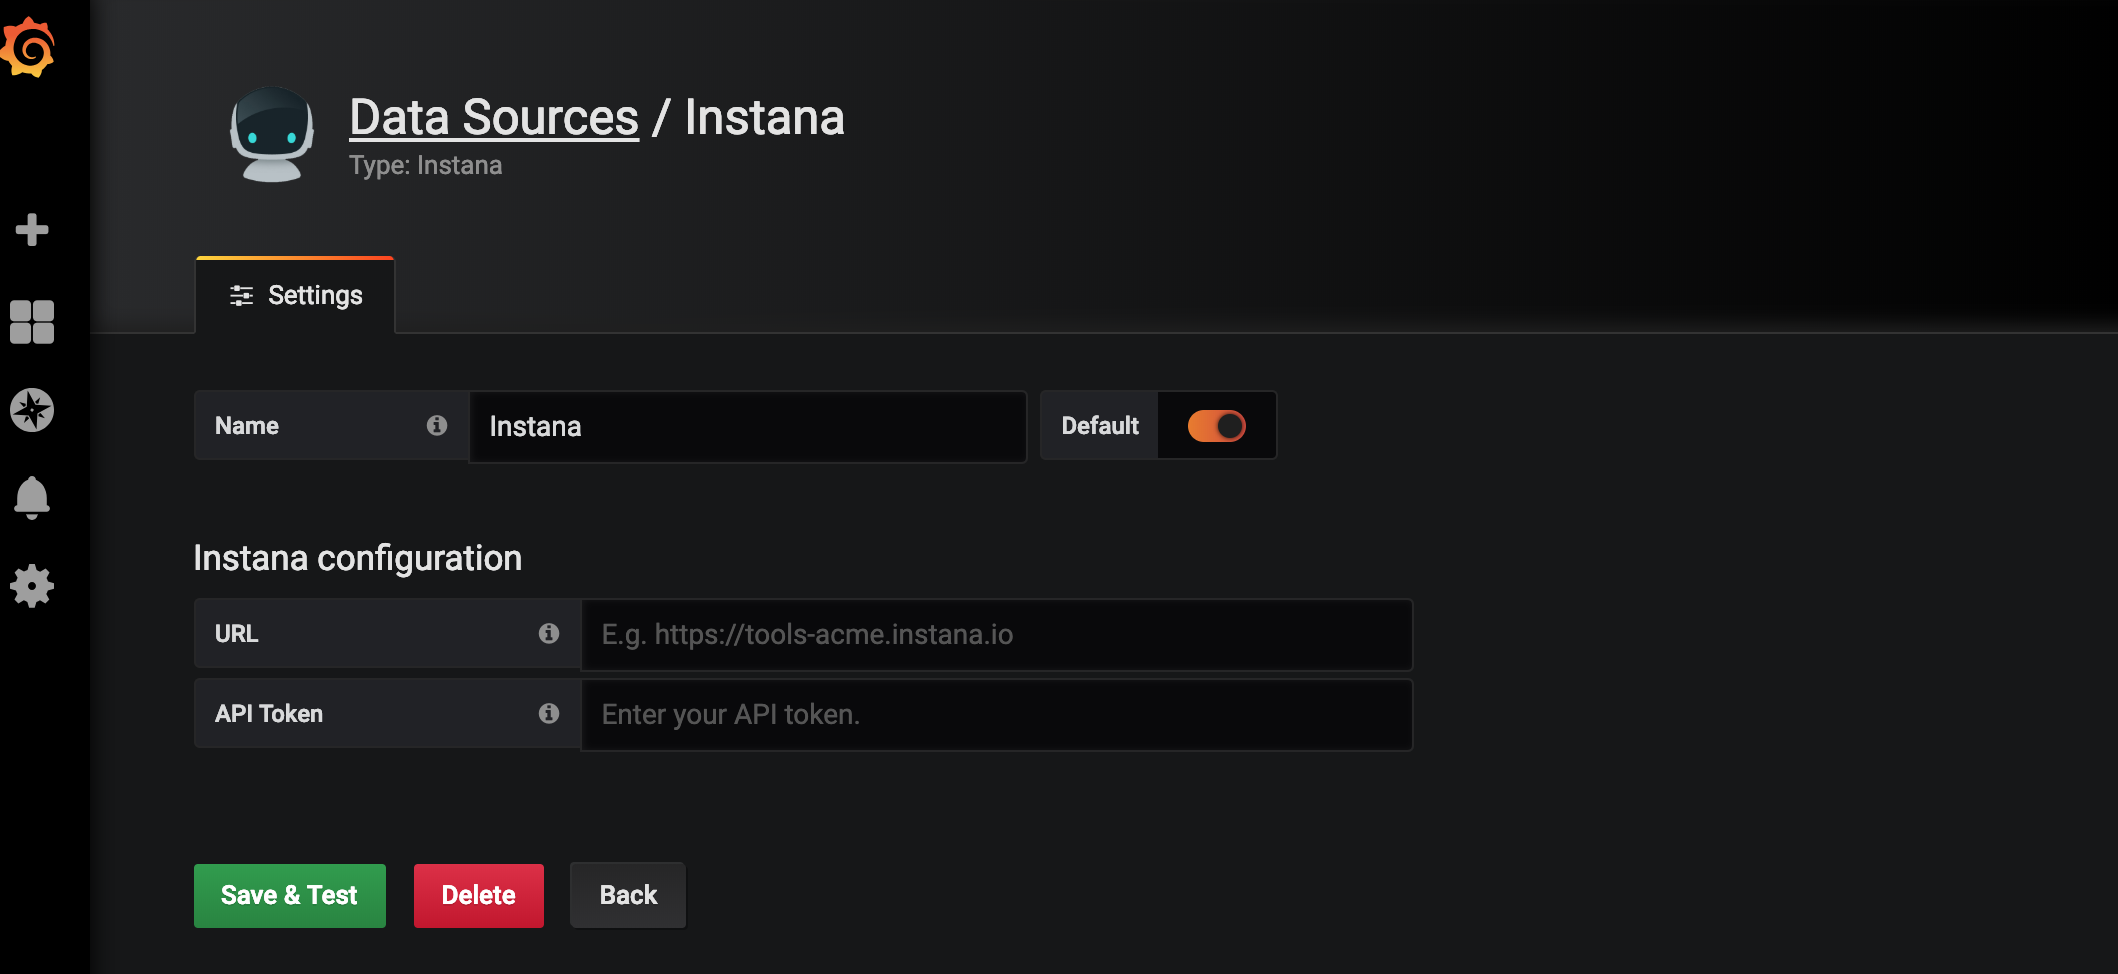 Data Sources / Instana
Type: Instana
Settings
Name
Instana
Default
Instana configuration
URL
E.g. https://tools-acme.instana.io
API Token
Enter your API token.
Save & Test
Delete
Back